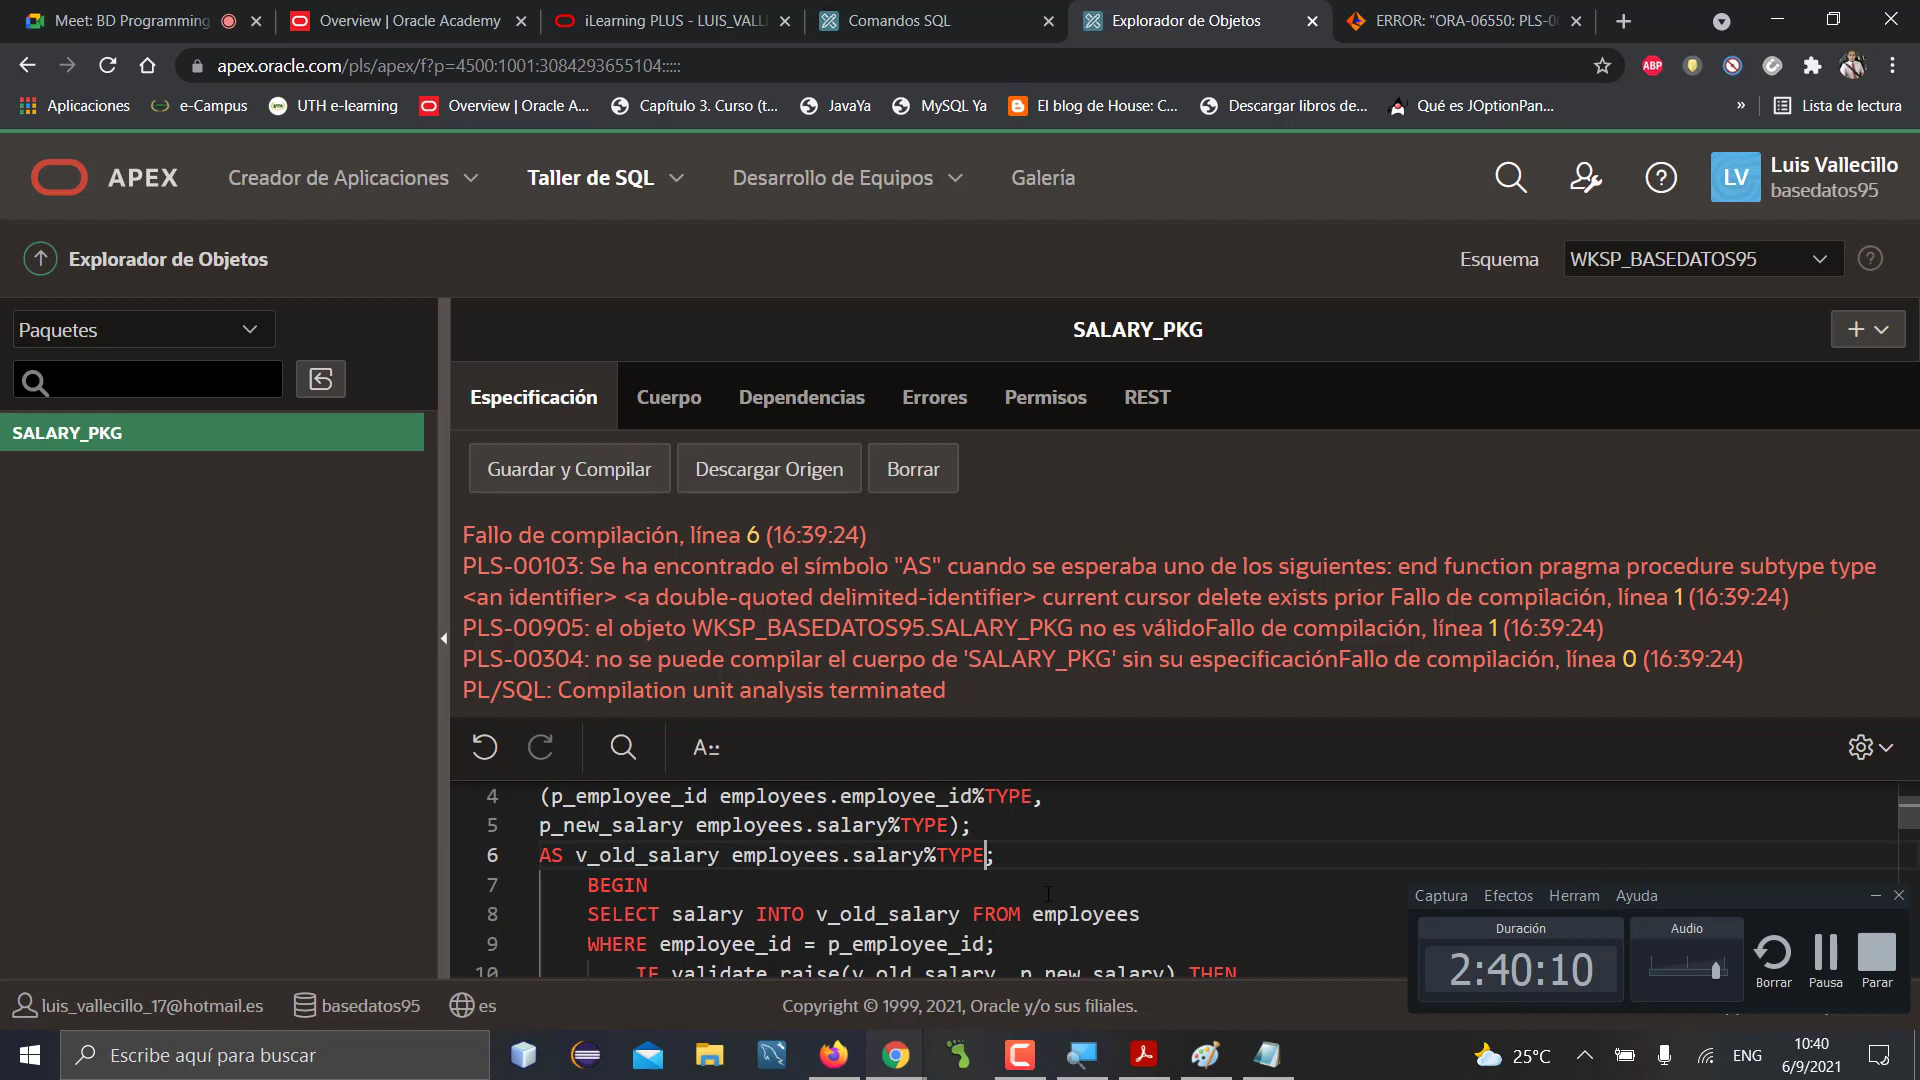 Meet: BD Programming
Overview | Oracle Academy
iLearning PLUS - LUIS_VALL
Comandos SQL
Explorador de Objetos
ERROR: "ORA-06550: PLS-0
apex.oracle.com/pls/apex/f?p=4500:1001:3084293655104:::::
ABP
Aplicaciones
e-Campus
UTH e-learning
Overview | Oracle A...
Capítulo 3. Curso (t...
JavaYa
MySQL Ya
El blog de House: C...
Descargar libros de...
Qué es JOptionPan...
»
Lista de lectura
APEX
Creador de Aplicaciones
Taller de SQL
Desarrollo de Equipos
Galería
LV
Luis Vallecillo
basedatos95
Explorador de Objetos
Esquema
WKSP_BASEDATOS95
Paquetes
SALARY_PKG
SALARY_PKG
Especificación
Cuerpo
Dependencias
Errores
Permisos
REST
Guardar y Compilar
Descargar Origen
Borrar
Fallo de compilación, línea 6 (16:39:24)
PLS-00103: Se ha encontrado el símbolo "AS" cuando se esperaba uno de los siguientes: end function pragma procedure subtype type
<an identifier> <a double-quoted delimited-identifier> current cursor delete exists prior Fallo de compilación, línea 1 (16:39:24)
PLS-00905: el objeto WKSP_BASEDATOS95.SALARY_PKG no es válidoFallo de compilación, línea 1 (16:39:24)
PLS-00304: no se puede compilar el cuerpo de 'SALARY_PKG' sin su especificaciónFallo de compilación, línea 0 (16:39:24)
PL/SQL: Compilation unit analysis terminated
A::
4 (p_employee_id employees.employee_id%TYPE,
5 p_new_salary employees.salary%TYPE);
6 AS v_old_salary employees.salary%TYPE;
7 BEGIN
8 SELECT salary INTO v_old_salary FROM employees
9 WHERE employee_id = p_employee_id;
10 IF validate_raise(v_old_salary, p_new_salary) THEN
Captura
Efectos
Herram
Ayuda
Duración
2:40:10
Audio
Borrar
Pausa
Parar
luis_vallecillo_17@hotmail.es
basedatos95
es
Copyright © 1999, 2021, Oracle y/o sus filiales.
Escribe aquí para buscar
25°C
ENG
10:40
6/9/2021